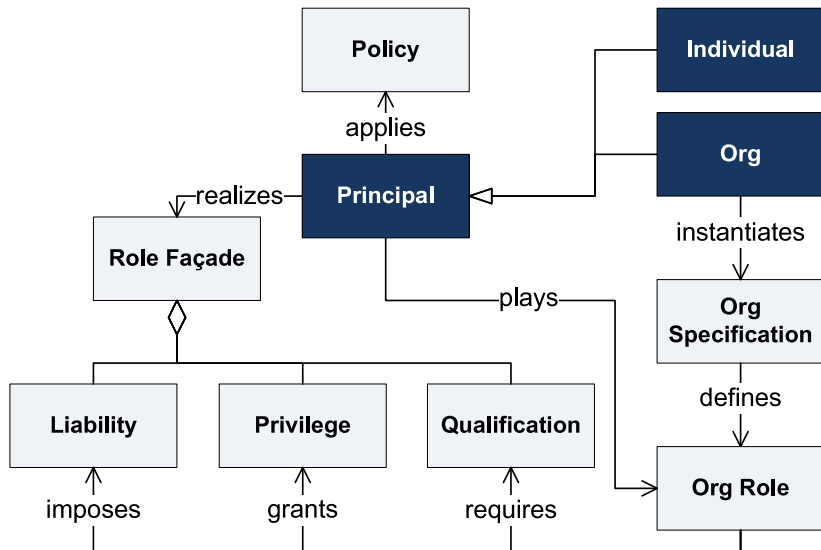 Policy
Individual
applies
Org
realizes
Principal
instantiates
Role Façade
plays
Org
Specification
defines
Liability
Privilege
Qualification
Org Role
imposes
grants
requires